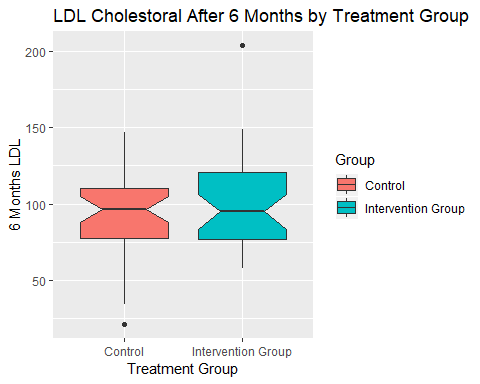 LDL Cholestoral After 6 Months by Treatment Group
200
150
100
50
6 Months LDL
Control
Intervention Group
Treatment Group
Group
Control
Intervention Group